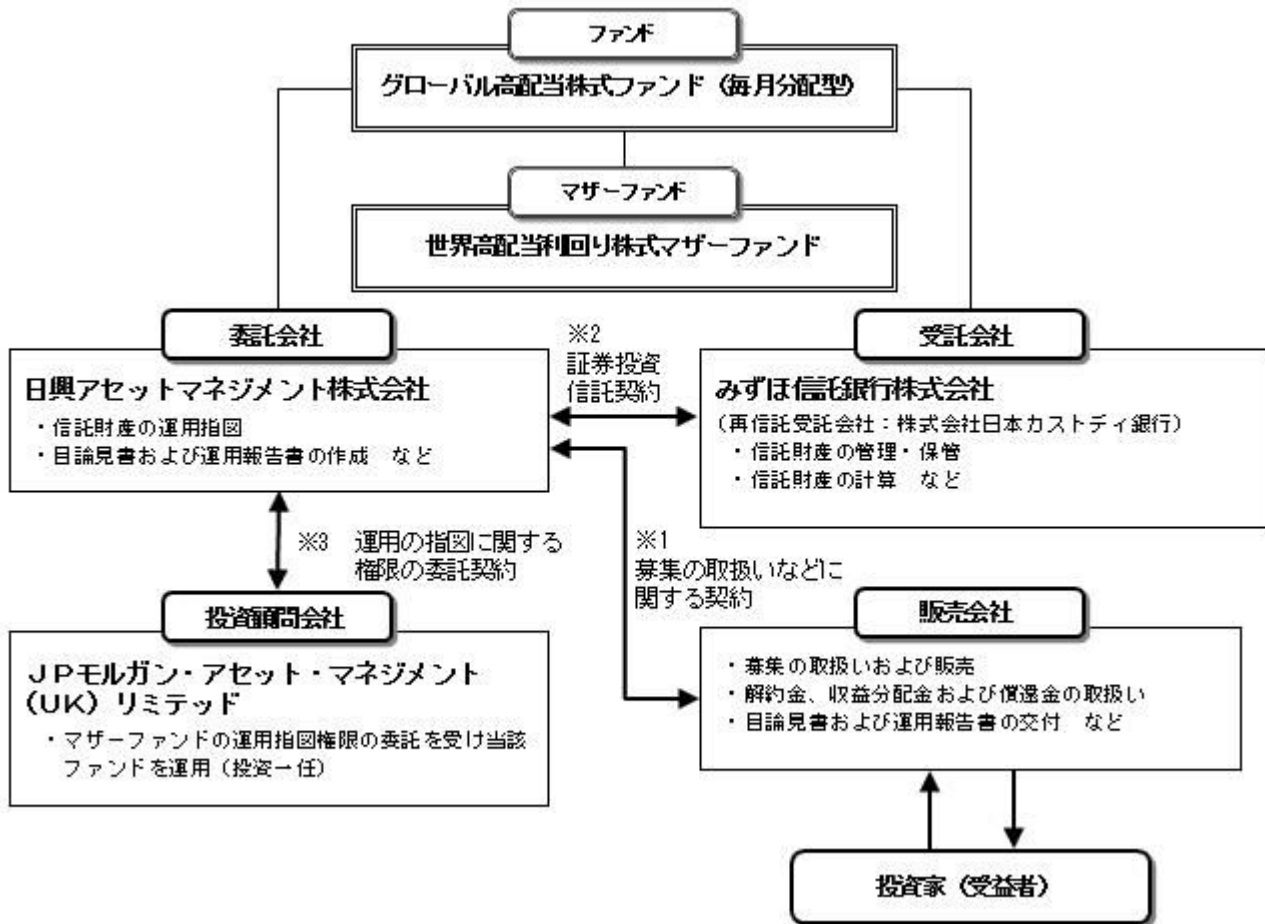 ファンド
グローバル高配当株式ファンド（毎月分配型）
マザーファンド
世界高配当利回り株式マザーファンド
委託会社
日興アセットマネジメント株式会社
・信託財産の運用指図
・目論見書および運用報告書の作成　など
※2
証券投資
信託契約
受託会社
みずほ信託銀行株式会社
（再信託受託会社：株式会社日本カストディ銀行）
・信託財産の管理・保管
・信託財産の計算　など
※3　運用の指図に関する
権限の委託契約
※1
募集の取扱いなどに
関する契約
投資顧問会社
ＪＰモルガン・アセット・マネジメント
（UK）リミテッド
・マザーファンドの運用指図権限の委託を受け当該
ファンドを運用（投資一任）
販売会社
・募集の取扱いおよび販売
・解約金、収益分配金および償還金の取扱い
・目論見書および運用報告書の交付　など
投資家（受益者）